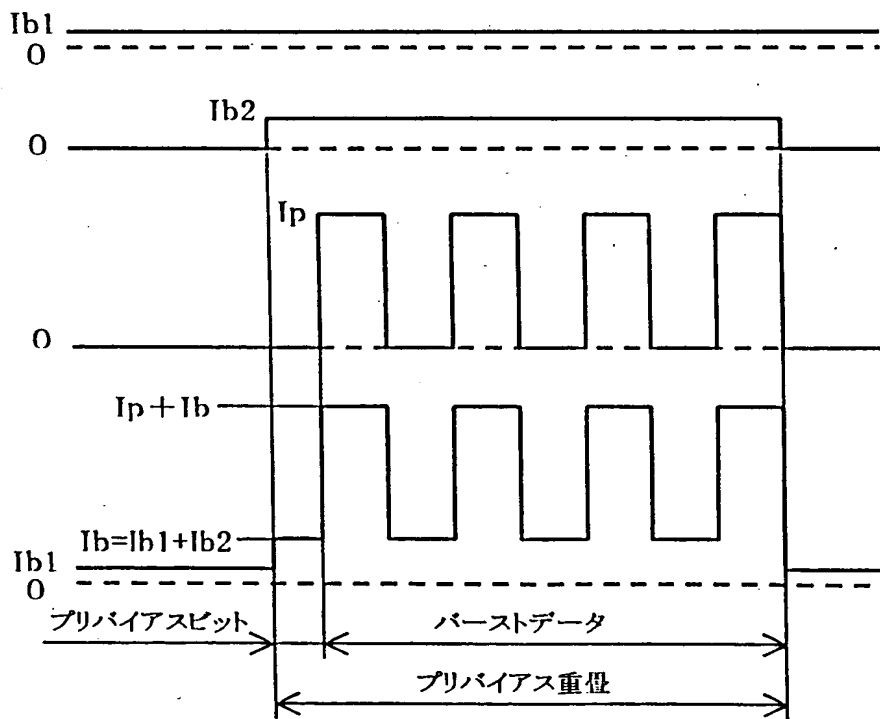 Ib1
0
Ib2
0
Ip
0
Ip＋Ib
Ib=Ib1+Ib2
Ib1
0
プリバイアスビット
バーストデータ
プリバイアス重畳